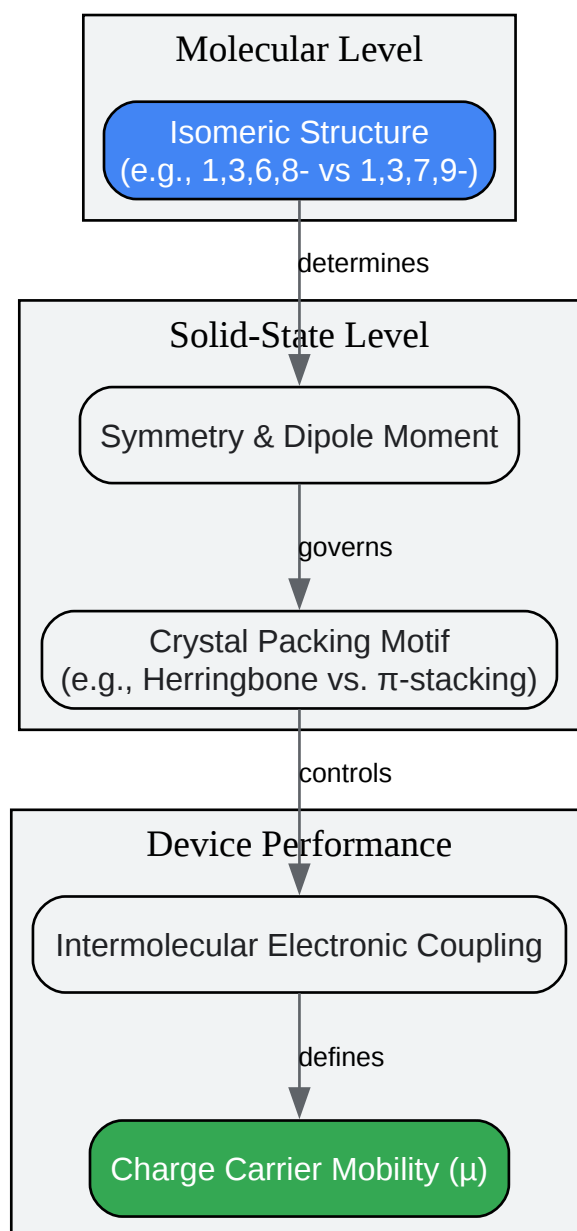 Molecular Level
Isomeric Structure
(e.g., 1,3,6,8- vs 1,3,7,9-)
determines
Solid-State Level
Symmetry & Dipole Moment
governs
Crystal Packing Motif
(e.g., Herringbone vs. π-stacking)
controls
Device Performance
Intermolecular Electronic Coupling
defines
Charge Carrier Mobility (μ)